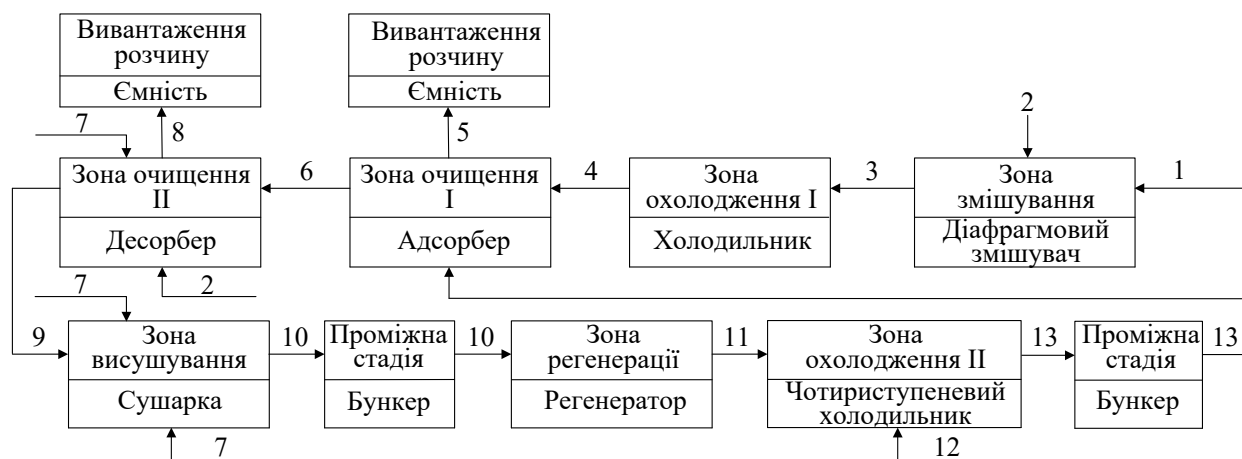 Вивантаження
розчину
Ємність
Вивантаження
розчину
Ємність
7
8
5
2
Зона очищення
II
Десорбер
6
Зона очищення
I
Адсорбер
4
Зона
охолодження I
Холодильник
3
Зона
змішування
Діафрагмовий
змішувач
1
7
2
9
Зона
висушування
Сушарка
10
Проміжна
стадія
Бункер
10
Зона
регенерації
Регенератор
11
Зона
охолодження II
Чотириступеневий
холодильник
13
Проміжна
стадія
Бункер
13
7
12